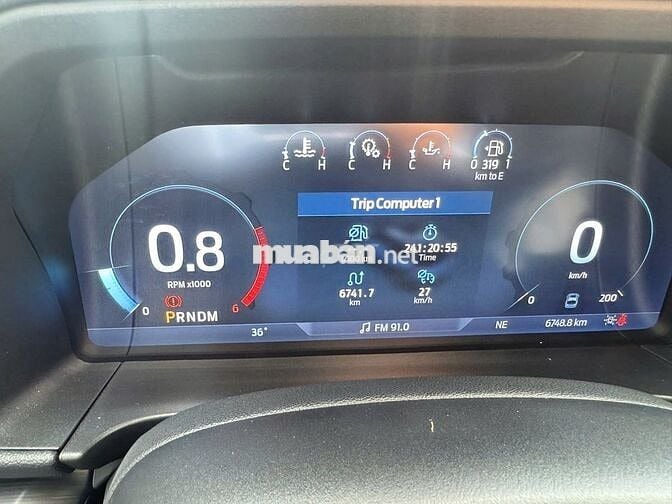 C H
C H
C H
0 319 1
km to E
Trip Computer 1
0.8
RPM x1000
0 6
PRNDM
241:20:55
Time
muaban.net
6741.7
km
27
km/h
0
km/h
0 200
36°
FM 91.0
NE
6748.8 km